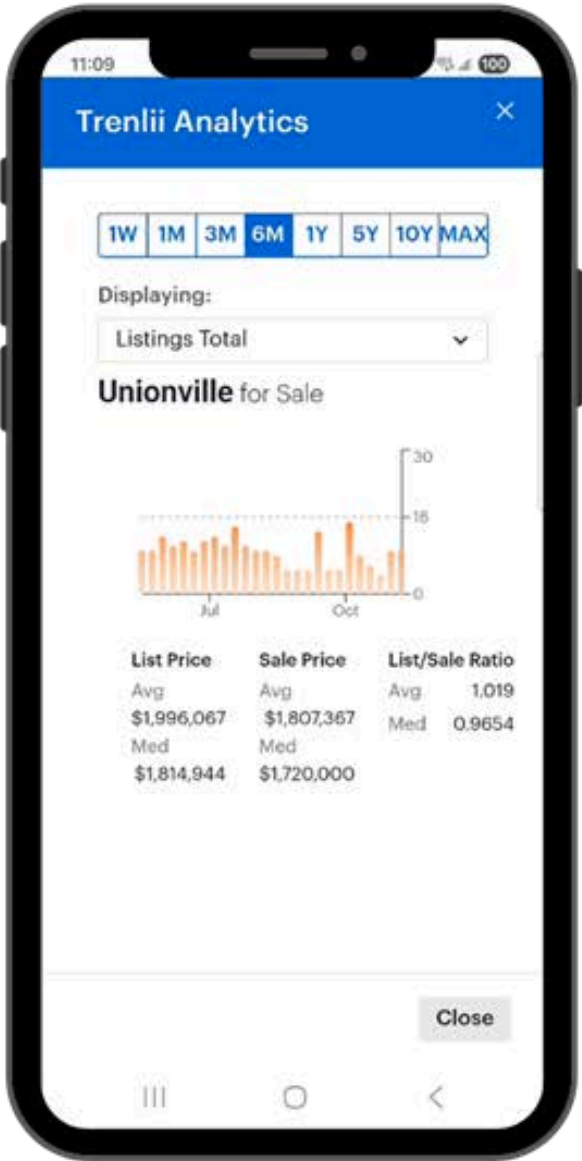 11:09
100
Trenlii Analytics
1W 1M 3M 6M 1Y 5Y 10Y MAX
Displaying:
Listings Total
Unionville for Sale
30
15
0
Jul Oct
List Price Sale Price List/Sale Ratio
Avg Avg Avg 1.019
$1,996,067 $1,807,367 Med 0.9654
Med Med
$1,814,944 $1,720,000
Close